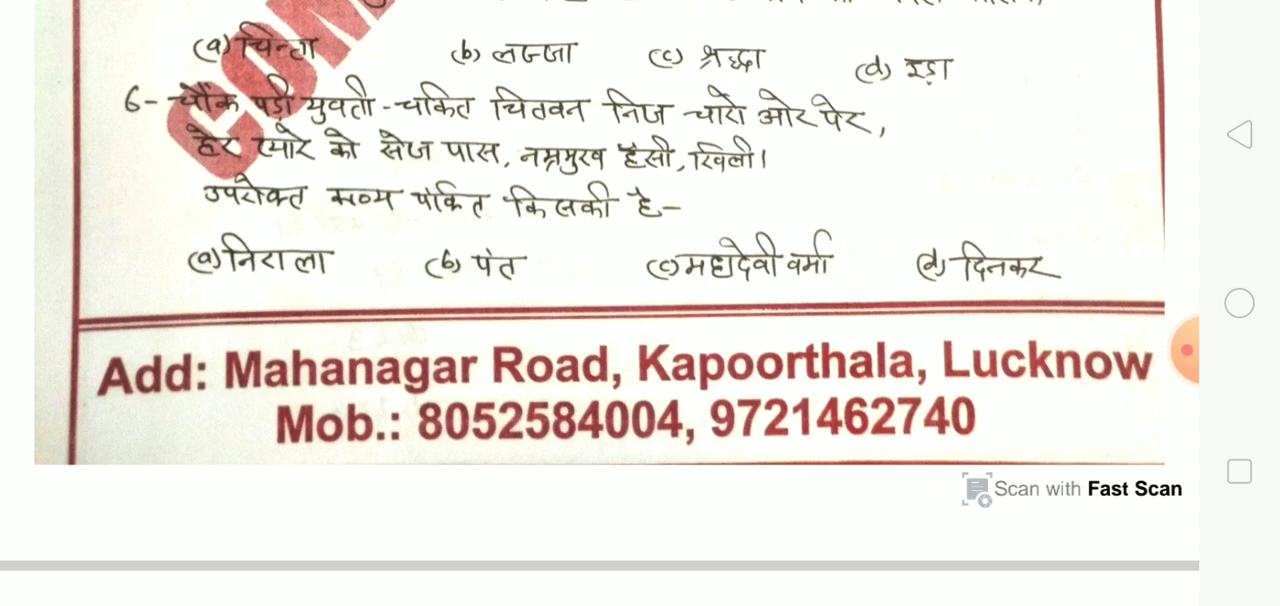 (a) चिन्ता (b) लज्जा (c) श्रद्धा (d) इड़ा
6- चौंक पड़ी युवती - चकित चितवन निज चारो ओर पेर,
हेर प्यारे को सेज पास, नम्रमुख हँसी, खिली।
उपरोक्त काव्य पंक्ति किसकी है-
(a) निराला (b) पंत (c) महादेवी वर्मा (d) दिनकर
Add: Mahanagar Road, Kapoorthala, Lucknow
Mob.: 8052584004, 9721462740
Scan with Fast Scan